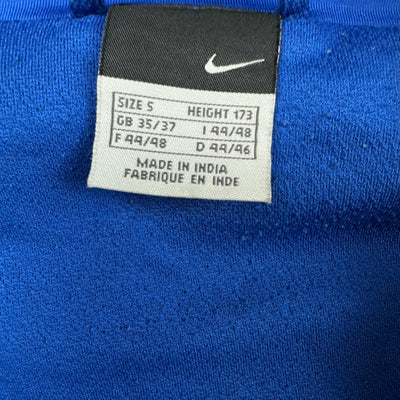 SIZE S HEIGHT 173
GB 35/37 I 44/48
F 44/48 D 44/46
MADE IN INDIA
FABRIQUE EN INDE